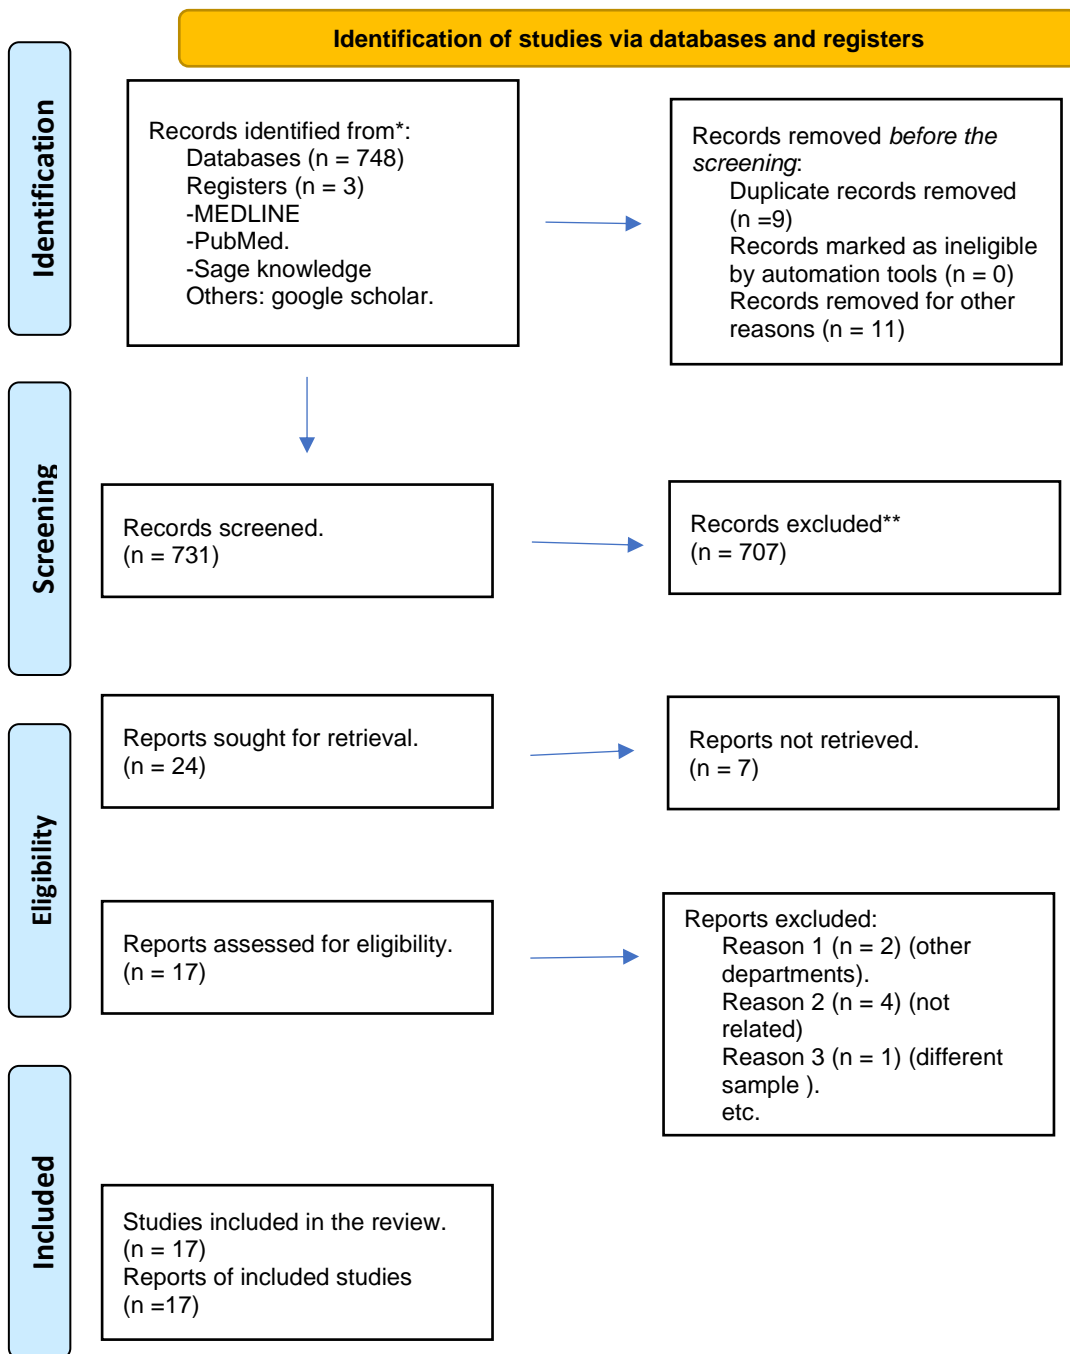 Identification of studies via databases and registers
Identification
Records identified from*:
Databases (n = 748)
Registers (n = 3)
-MEDLINE
-PubMed.
-Sage knowledge
Others: google scholar.
Records removed before the
screening:
Duplicate records removed
(n =9)
Records marked as ineligible
by automation tools (n = 0)
Records removed for other
reasons (n = 11)
Screening
Records screened.
(n = 731)
Records excluded**
(n = 707)
Reports sought for retrieval.
(n = 24)
Reports not retrieved.
(n = 7)
Eligibility
Reports assessed for eligibility.
(n = 17)
Reports excluded:
Reason 1 (n = 2) (other
departments).
Reason 2 (n = 4) (not
related)
Reason 3 (n = 1) (different
sample ).
etc.
Included
Studies included in the review.
(n = 17)
Reports of included studies
(n =17)